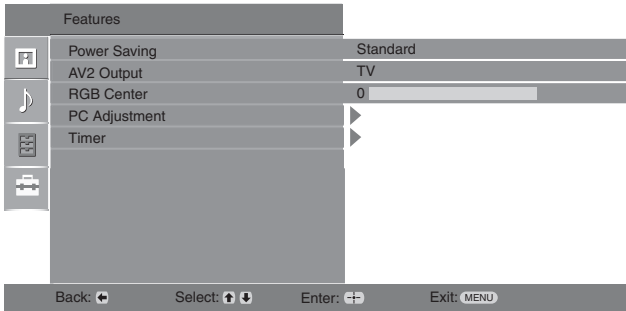 Features
Power Saving Standard
AV2 Output TV
RGB Center 0
PC Adjustment
Timer
Back: Select: Enter: Exit: MENU